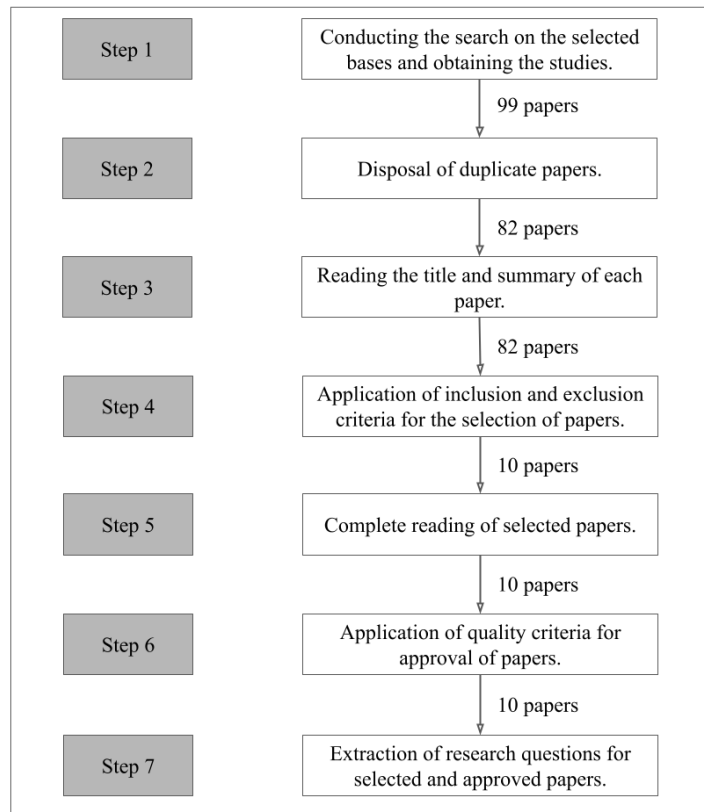 Step 1
Conducting the search on the selected
bases and obtaining the studies.
99 papers
Step 2
Disposal of duplicate papers.
82 papers
Step 3
Reading the title and summary of each
paper.
82 papers
Step 4
Application of inclusion and exclusion
criteria for the selection of papers.
10 papers
Step 5
Complete reading of selected papers.
10 papers
Step 6
Application of quality criteria for
approval of papers.
10 papers
Step 7
Extraction of research questions for
selected and approved papers.